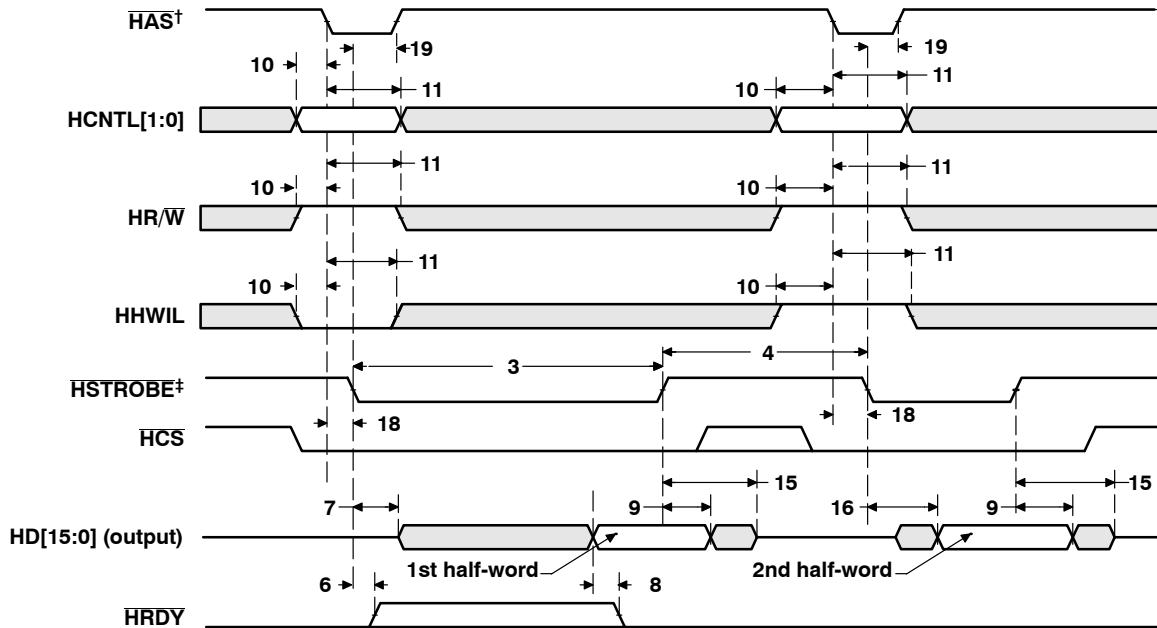 HAS†
19
19
10
11
10
11
HCNTL[1:0]
11
11
10
10
HR/W
11
11
10
10
HHWIL
3
4
HSTROBE‡
18
18
HCS
15
15
7
9
16
9
HD[15:0] (output)
1st half-word
2nd half-word
6
8
HRDY